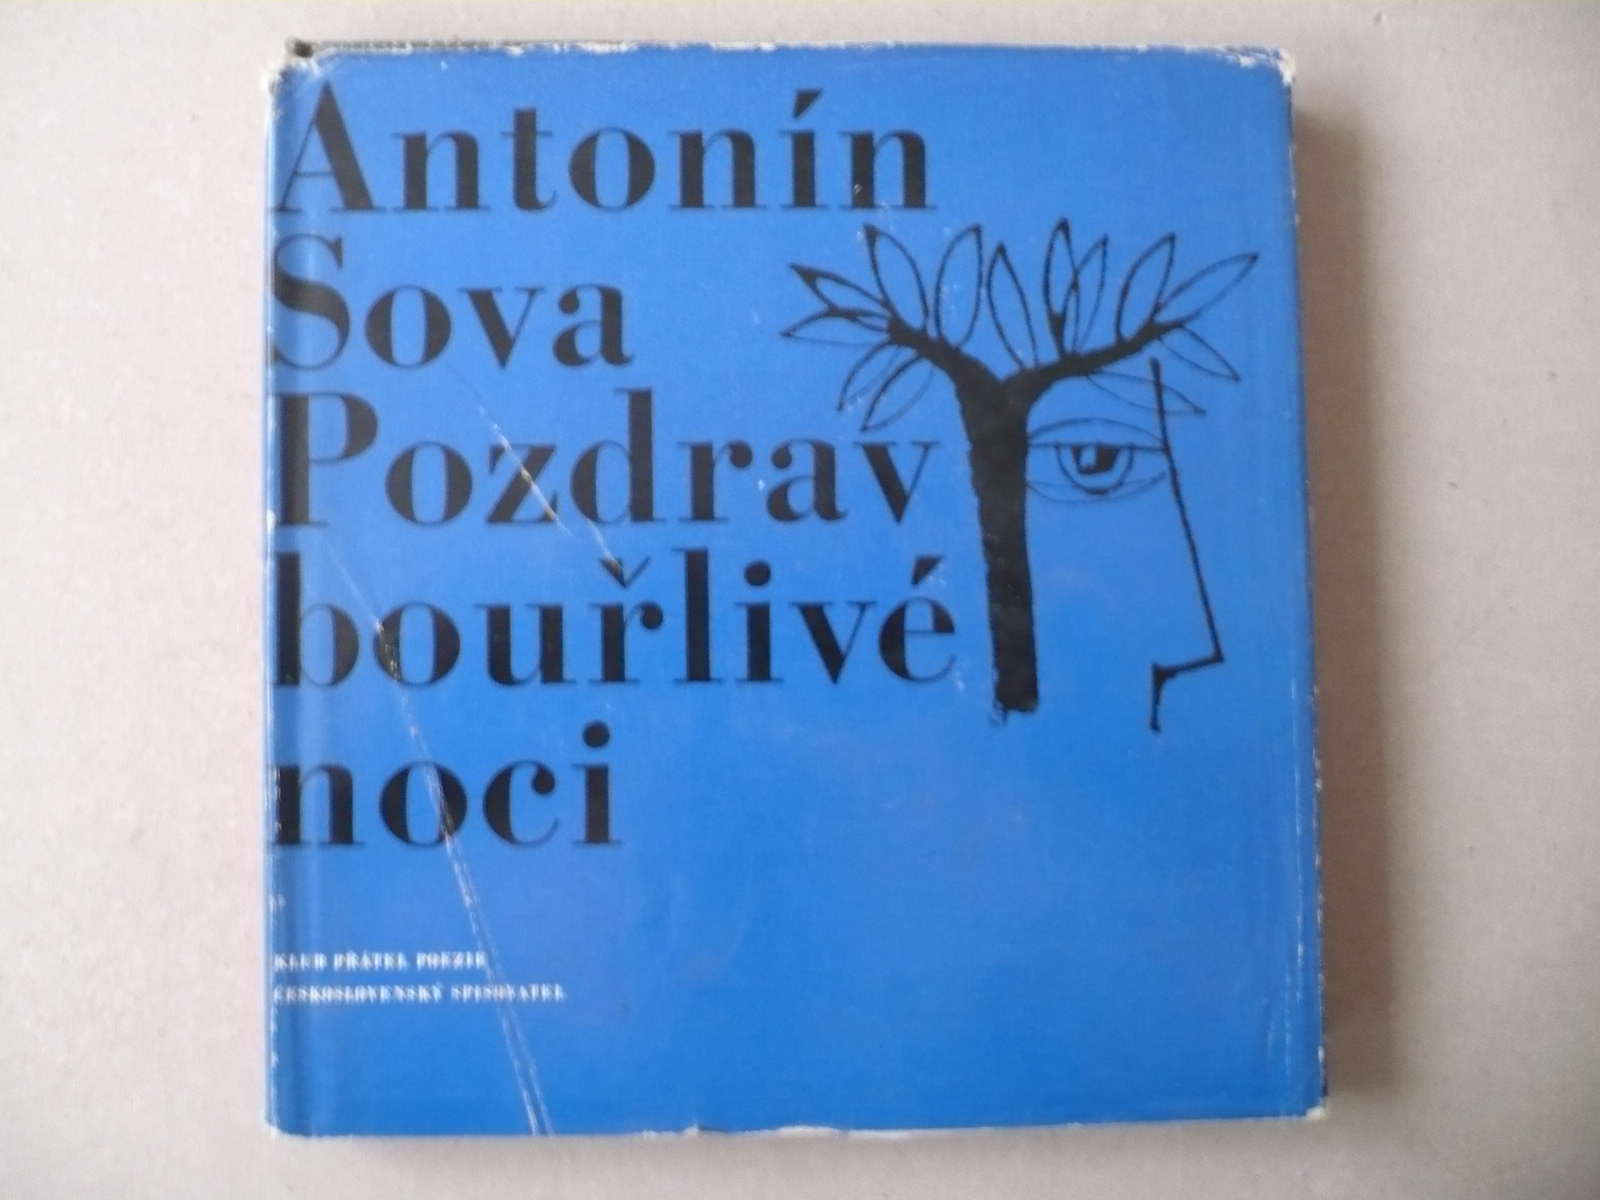 Antonín
Sova
Pozdrav
bouřlivé
noci
KLUB PŘÁTEL POEZIE
ČESKOSLOVENSKÝ SPISOVATEL